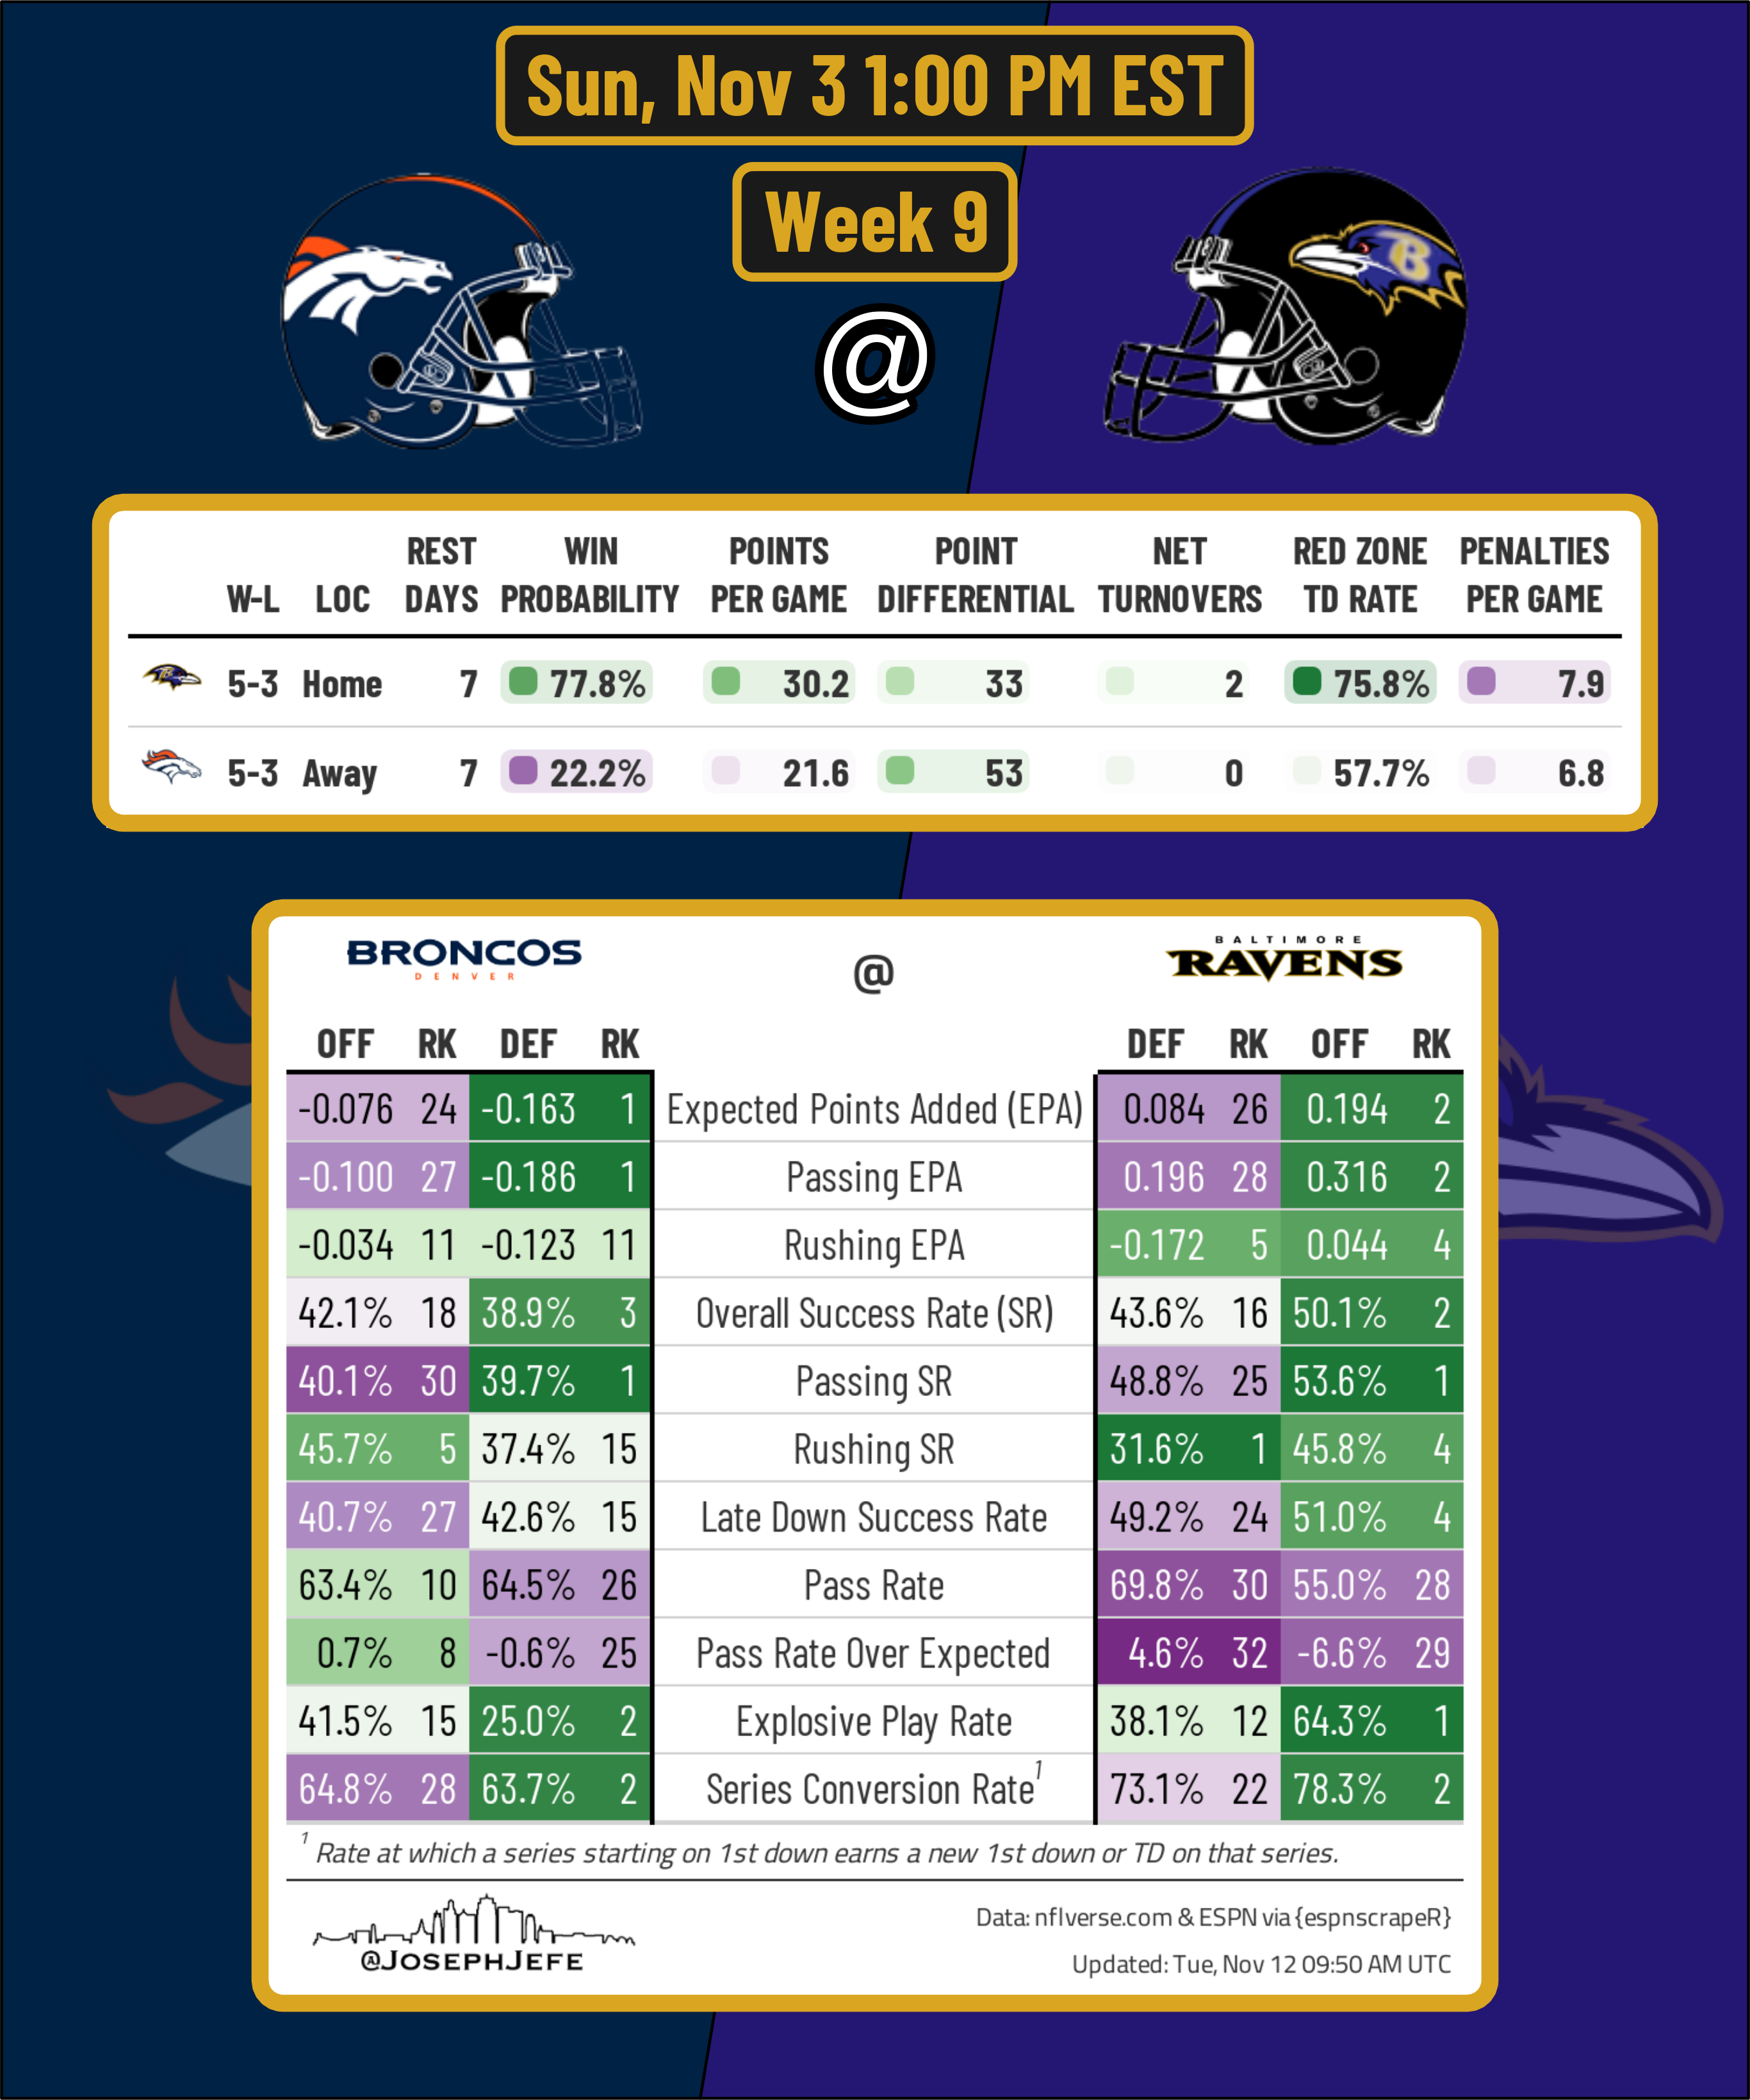 Sun, Nov 3 1:00 PM EST
Week 9
@
B
W-L LOC REST DAYS WIN PROBABILITY POINTS PER GAME POINT DIFFERENTIAL NET TURNOVERS RED ZONE TD RATE PENALTIES PER GAME
5-3 Home 7 77.8% 30.2 33 2 75.8% 7.9
5-3 Away 7 22.2% 21.6 53 0 57.7% 6.8
BRONCOS DENVER @ BALTIMORE RAVENS
OFF RK DEF RK DEF RK OFF RK
-0.076 24 -0.163 1 Expected Points Added (EPA) 0.084 26 0.194 2
-0.100 27 -0.186 1 Passing EPA 0.196 28 0.316 2
-0.034 11 -0.123 11 Rushing EPA -0.172 5 0.044 4
42.1% 18 38.9% 3 Overall Success Rate (SR) 43.6% 16 50.1% 2
40.1% 30 39.7% 1 Passing SR 48.8% 25 53.6% 1
45.7% 5 37.4% 15 Rushing SR 31.6% 1 45.8% 4
40.7% 27 42.6% 15 Late Down Success Rate 49.2% 24 51.0% 4
63.4% 10 64.5% 26 Pass Rate 69.8% 30 55.0% 28
0.7% 8 -0.6% 25 Pass Rate Over Expected 4.6% 32 -6.6% 29
41.5% 15 25.0% 2 Explosive Play Rate 38.1% 12 64.3% 1
64.8% 28 63.7% 2 Series Conversion Rate¹ 73.1% 22 78.3% 2
¹ Rate at which a series starting on 1st down earns a new 1st down or TD on that series.
@JOSEPHJEFE
Data: nflverse.com & ESPN via {espnscrapeR}
Updated: Tue, Nov 12 09:50 AM UTC